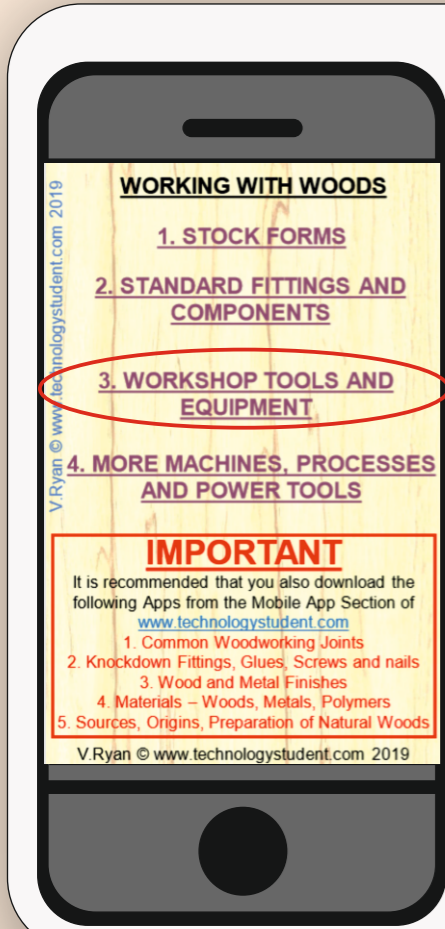 WORKING WITH WOODS
1. STOCK FORMS
2. STANDARD FITTINGS AND
COMPONENTS
3. WORKSHOP TOOLS AND
EQUIPMENT
4. MORE MACHINES, PROCESSES
AND POWER TOOLS
V.Ryan © www.technologystudent.com 2019
IMPORTANT
It is recommended that you also download the
following Apps from the Mobile App Section of
www.technologystudent.com
1. Common Woodworking Joints
2. Knockdown Fittings, Glues, Screws and nails
3. Wood and Metal Finishes
4. Materials – Woods, Metals, Polymers
5. Sources, Origins, Preparation of Natural Woods
V.Ryan © www.technologystudent.com 2019